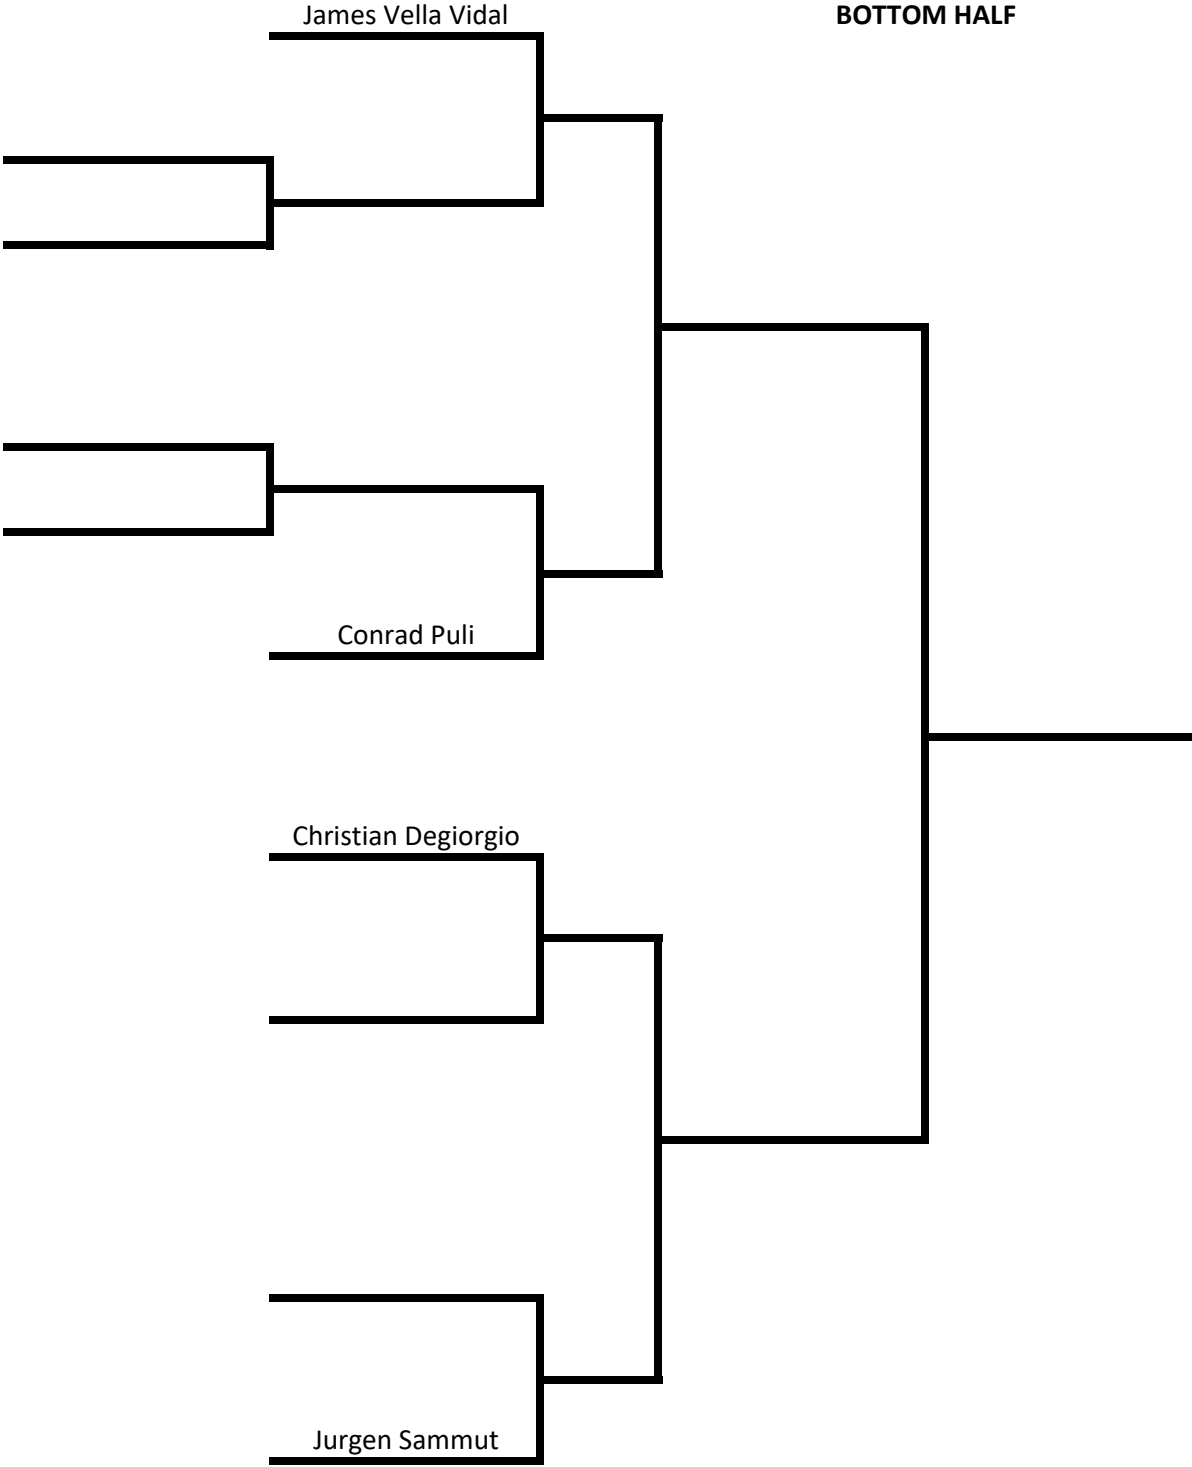 James Vella Vidal
BOTTOM HALF
Conrad Puli
Christian Degiorgio
Jurgen Sammut